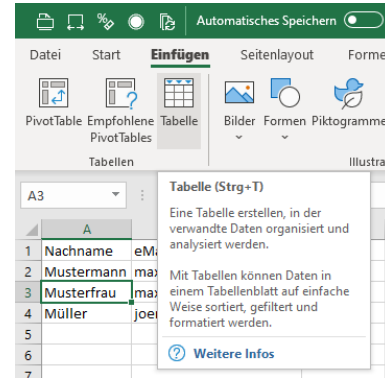 Automatisches Speichern
Datei Start Einfügen Seitenlayout Forme
PivotTable Empfohlene PivotTables Tabelle Bilder Formen Piktogramme
Tabellen Illustra
A3
Tabelle (Strg+T)
Eine Tabelle erstellen, in der
verwandte Daten organisiert und
analysiert werden.
Mit Tabellen können Daten in
einem Tabellenblatt auf einfache
Weise sortiert, gefiltert und
formatiert werden.
Weitere Infos
A
1 Nachname eMa
2 Mustermann max
3 Musterfrau max
4 Müller joer
5
6
7